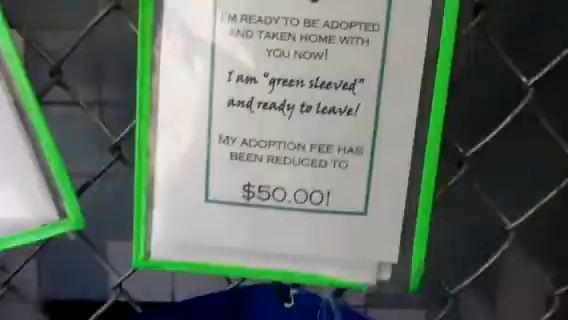 I'M READY TO BE ADOPTED
AND TAKEN HOME WITH
YOU NOW!
I am "green sleeved"
and ready to leave!
MY ADOPTION FEE HAS
BEEN REDUCED TO
$50.00!